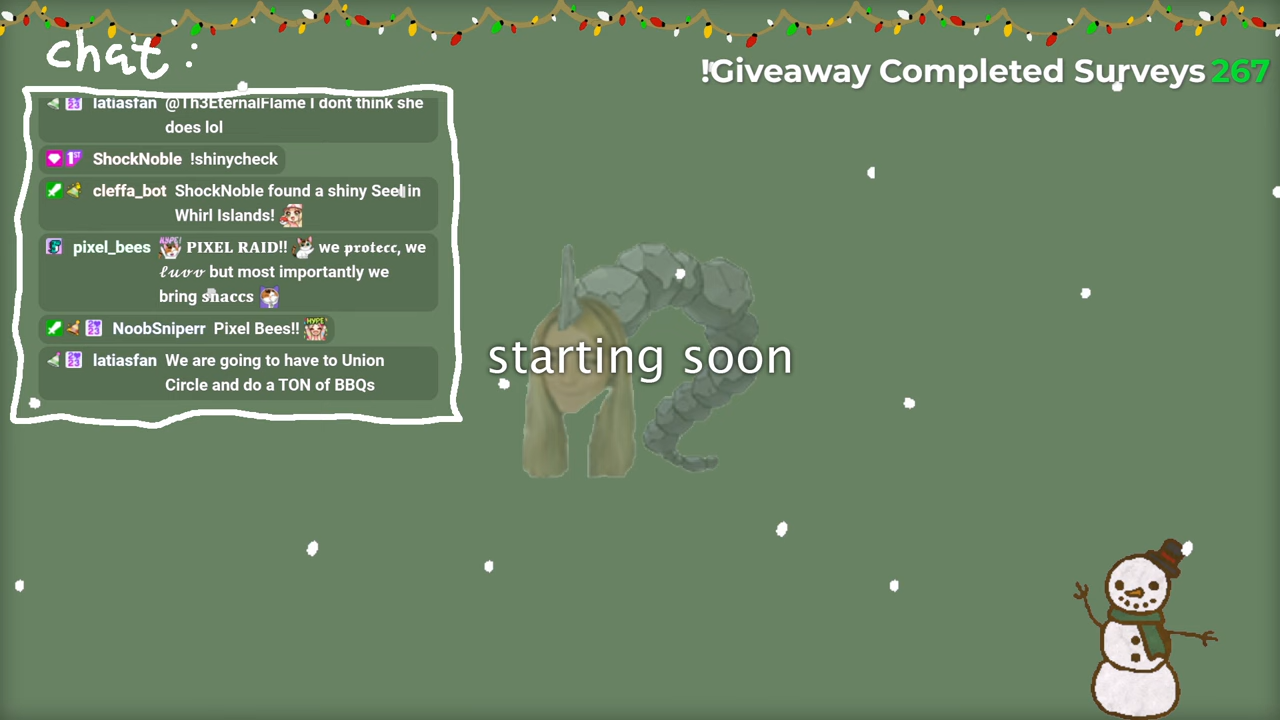 chat:
!Giveaway Completed Surveys 267
latiasfan @Th3EternalFlame I dont think she
does lol
ShockNoble !shinycheck
cleffa_bot ShockNoble found a shiny Seel in
Whirl Islands!
pixel_bees HYPE! 𝐏𝐈𝐗𝐄𝐋 𝐑𝐀𝐈𝐃!! we 𝖕𝖗𝖔𝖙𝖊𝖈𝖈, we
𝓵𝓾𝓿𝓿 but most importantly we
bring 𝐬𝐧𝐚𝐜𝐜𝐬
NoobSniperr Pixel Bees!! HYPE!
latiasfan We are going to have to Union
Circle and do a TON of BBQs
starting soon